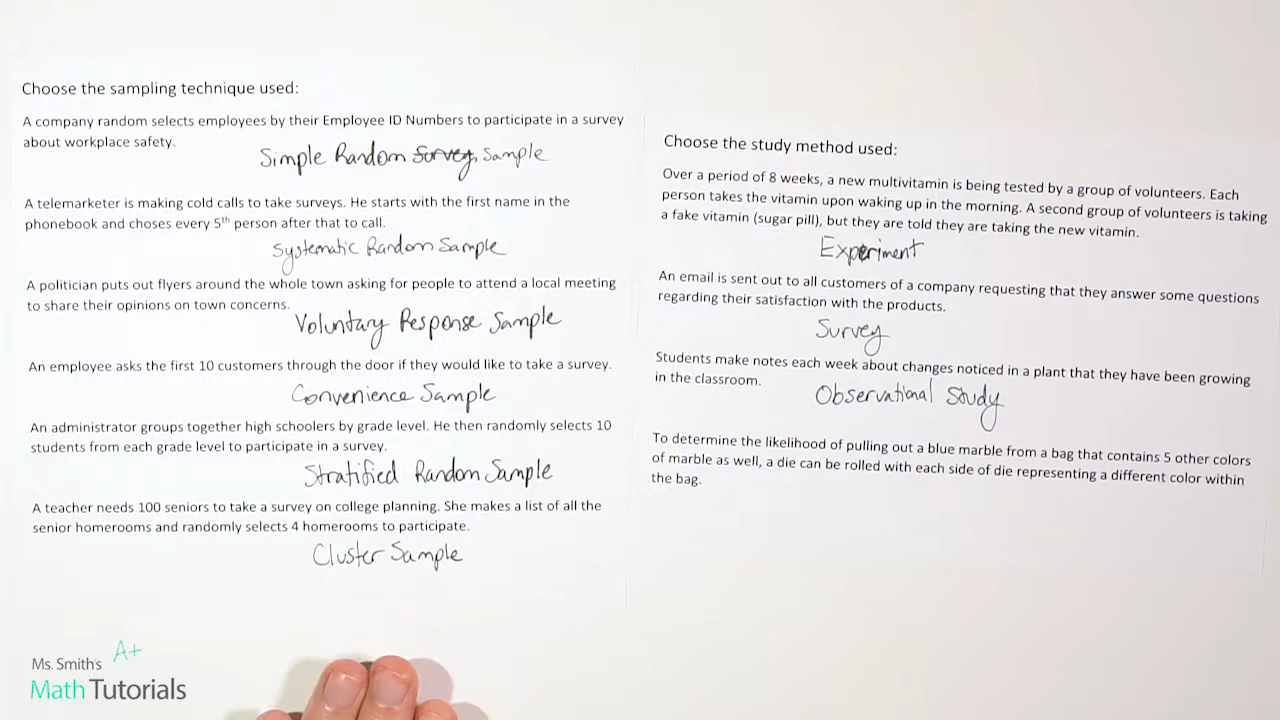 Choose the sampling technique used:
A company random selects employees by their Employee ID Numbers to participate in a survey
about workplace safety.
Simple Random Survey Sample
A telemarketer is making cold calls to take surveys. He starts with the first name in the
phonebook and choses every 5th person after that to call.
Systematic Random Sample
A politician puts out flyers around the whole town asking for people to attend a local meeting
to share their opinions on town concerns.
Voluntary Response Sample
An employee asks the first 10 customers through the door if they would like to take a survey.
Convenience Sample
An administrator groups together high schoolers by grade level. He then randomly selects 10
students from each grade level to participate in a survey.
Stratified Random Sample
A teacher needs 100 seniors to take a survey on college planning. She makes a list of all the
senior homerooms and randomly selects 4 homerooms to participate.
Cluster Sample
Choose the study method used:
Over a period of 8 weeks, a new multivitamin is being tested by a group of volunteers. Each
person takes the vitamin upon waking up in the morning. A second group of volunteers is taking
a fake vitamin (sugar pill), but they are told they are taking the new vitamin.
Experiment
An email is sent out to all customers of a company requesting that they answer some questions
regarding their satisfaction with the products.
Survey
Students make notes each week about changes noticed in a plant that they have been growing
in the classroom.
Observational Study
To determine the likelihood of pulling out a blue marble from a bag that contains 5 other colors
of marble as well, a die can be rolled with each side of die representing a different color within
the bag.
Ms. Smith's A+
Math Tutorials